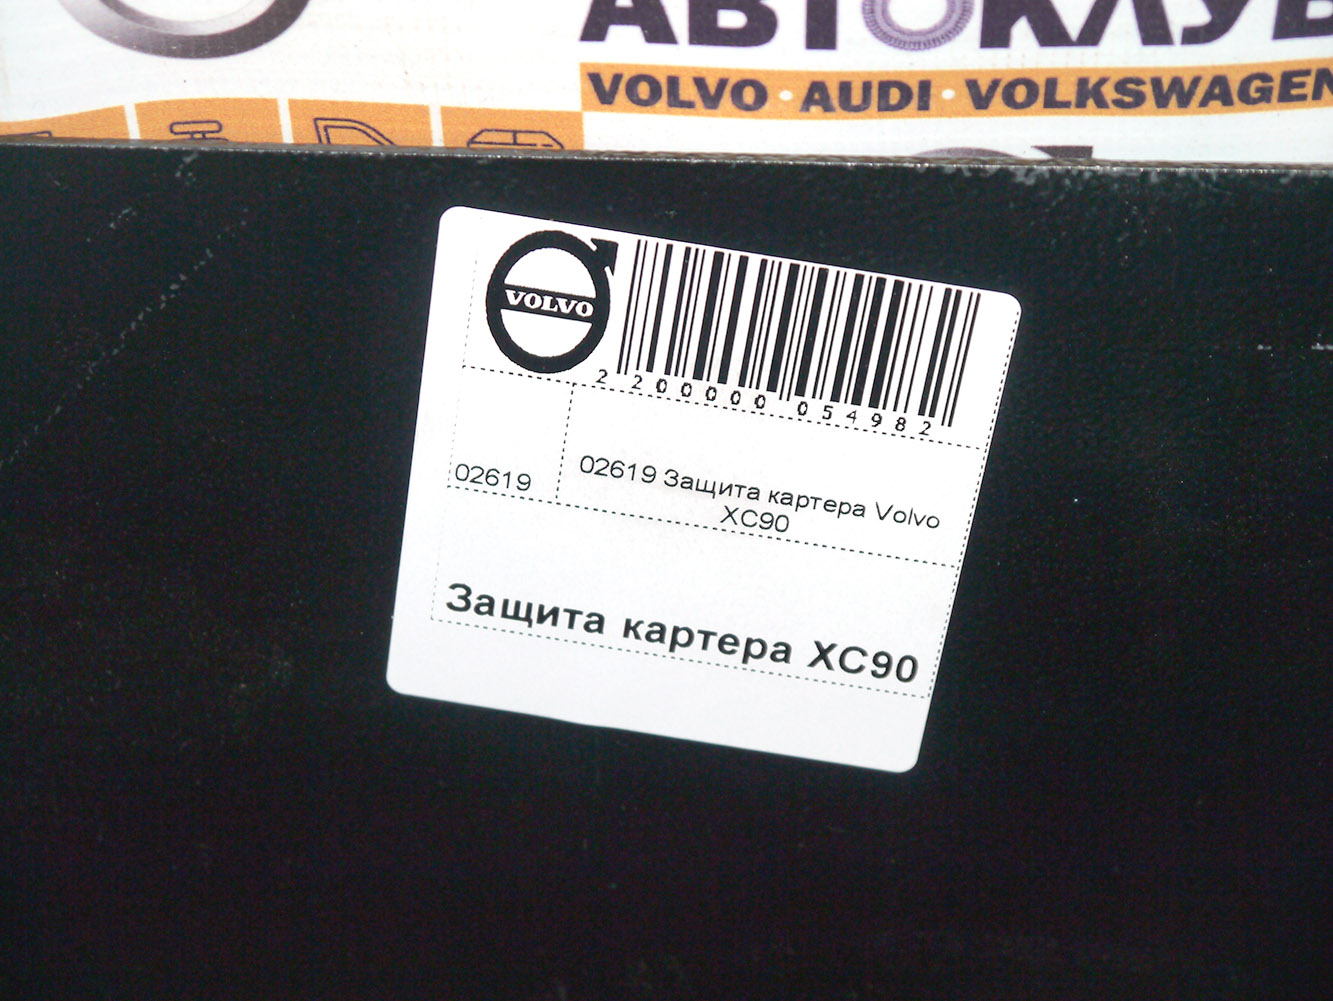 АВТОКЛУБ
VOLVO · AUDI · VOLKSWAGEN
VOLVO
2 200000 054982
02619
02619 Защита картера Volvo
XC90
Защита картера XC90